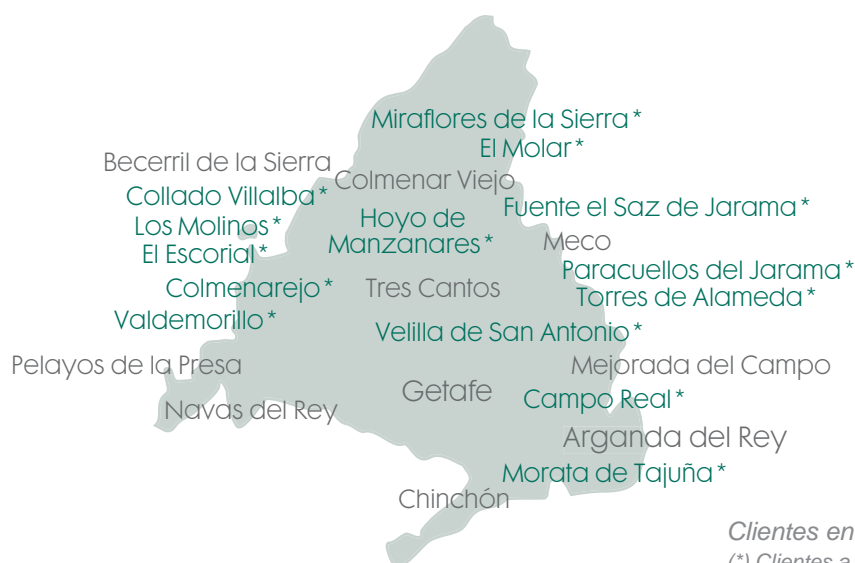 Miraflores de la Sierra*
El Molar*
Becerril de la Sierra
Colmenar Viejo
Collado Villalba*
Fuente el Saz de Jarama*
Los Molinos*
Hoyo de
Manzanares*
El Escorial*
Meco
Paracuellos del Jarama*
Colmenarejo*
Tres Cantos
Torres de Alameda*
Valdemorillo*
Velilla de San Antonio*
Pelayos de la Presa
Mejorada del Campo
Getafe
Campo Real*
Navas del Rey
Arganda del Rey
Morata de Tajuña*
Chinchón
Clientes en
(*) Clientes a